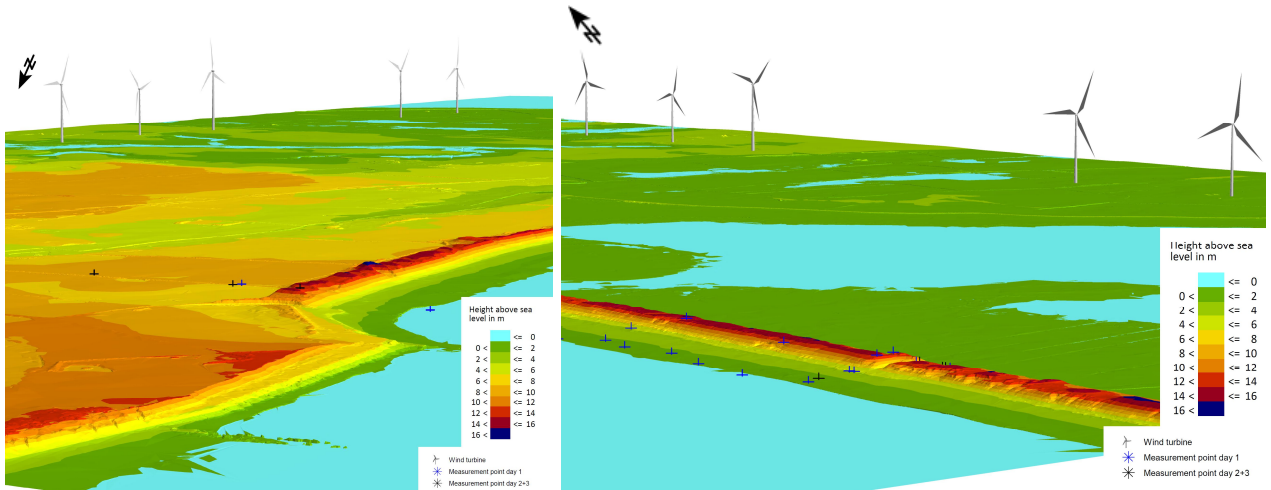 N
N
Height above sea
level in m
<= 0
0 < <= 2
2 < <= 4
4 < <= 6
6 < <= 8
8 < <= 10
10 < <= 12
12 < <= 14
14 < <= 16
16 <
Wind turbine
Measurement point day 1
Measurement point day 2+3
Height above sea
level in m
<= 0
0 < <= 2
2 < <= 4
4 < <= 6
6 < <= 8
8 < <= 10
10 < <= 12
12 < <= 14
14 < <= 16
16 <
Wind turbine
Measurement point day 1
Measurement point day 2+3